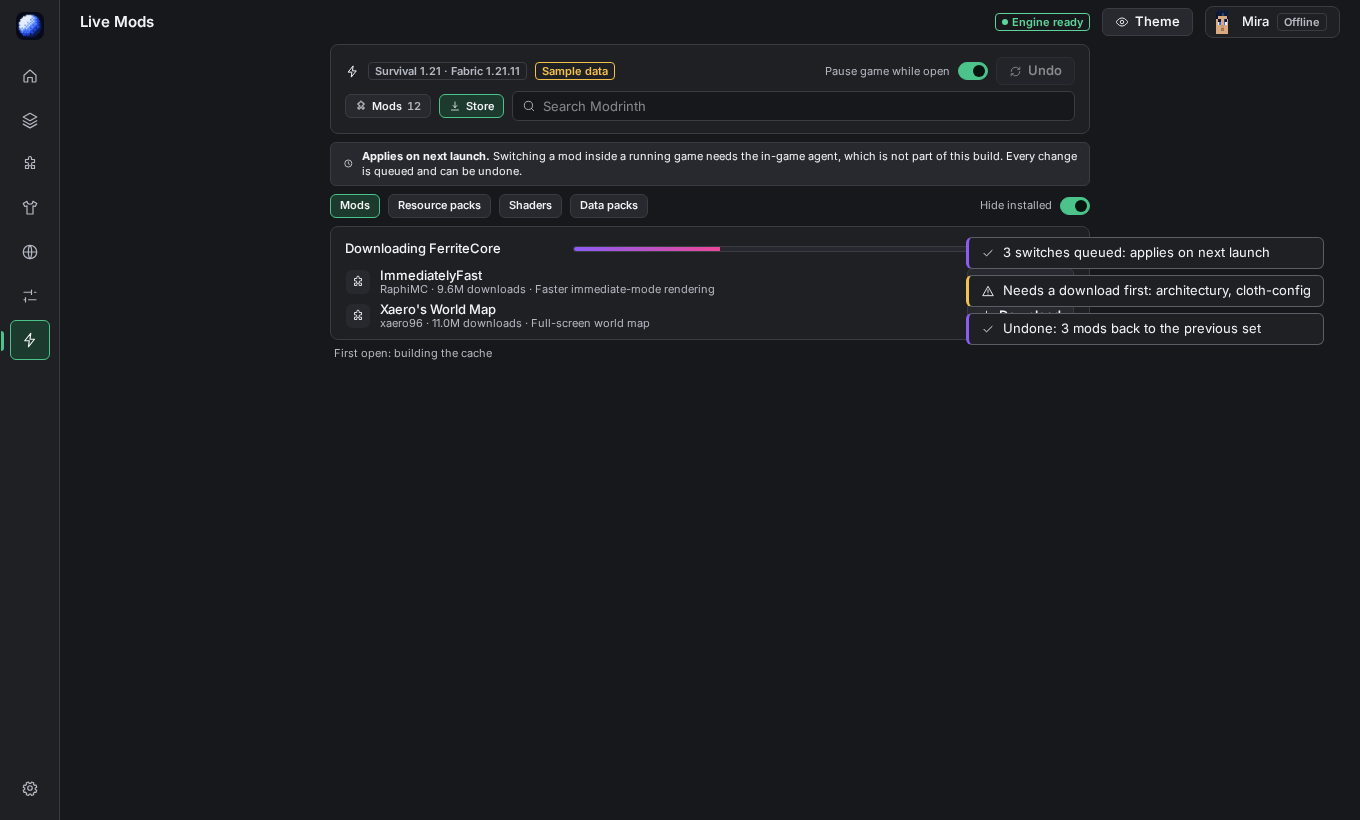 Live Mods
Engine ready
Theme
Mira
Offline
Survival 1.21 · Fabric 1.21.11
Sample data
Pause game while open
Undo
Mods 12
Store
Search Modrinth
Applies on next launch. Switching a mod inside a running game needs the in-game agent, which is not part of this build. Every change
is queued and can be undone.
Mods
Resource packs
Shaders
Data packs
Hide installed
Downloading FerriteCore
3 switches queued: applies on next launch
ImmediatelyFast
RaphiMC · 9.6M downloads · Faster immediate-mode rendering
Needs a download first: architectury, cloth-config
Xaero's World Map
xaero96 · 11.0M downloads · Full-screen world map
Undone: 3 mods back to the previous set
First open: building the cache